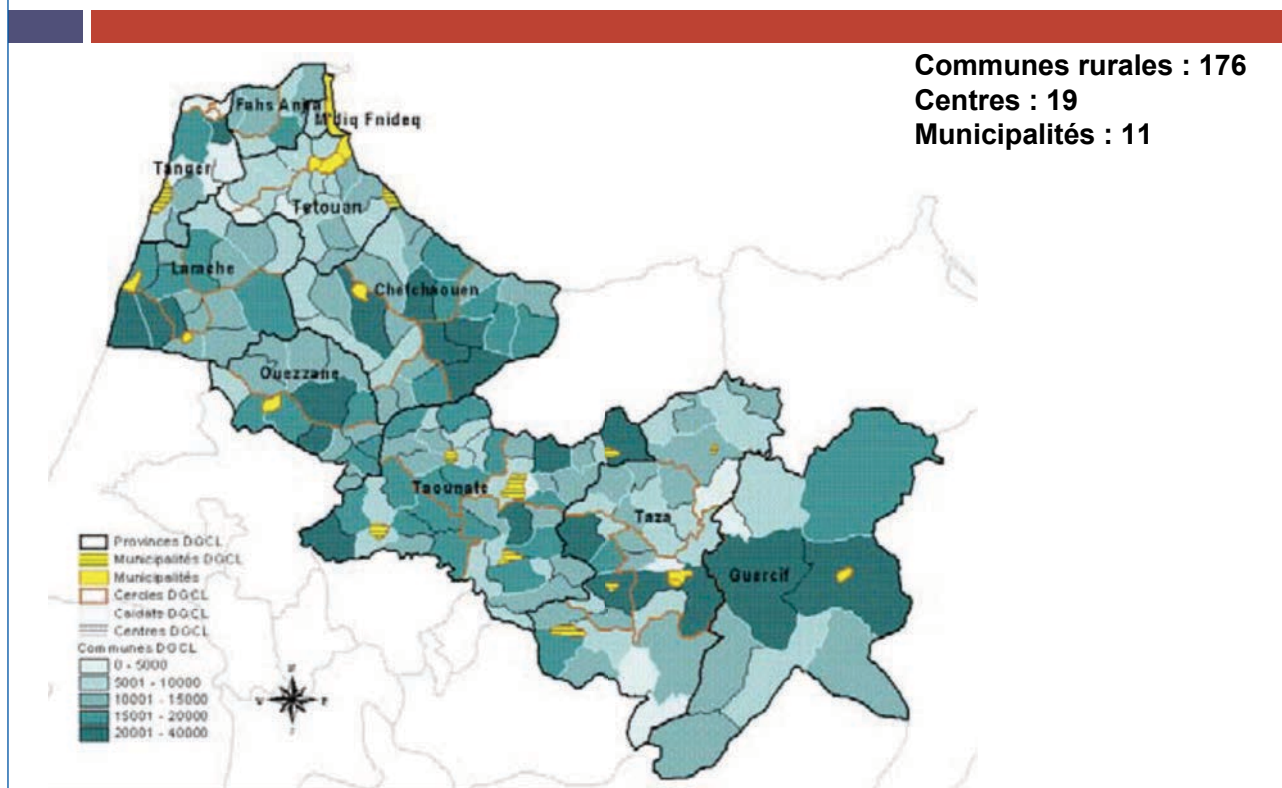 Communes rurales : 176
Centres : 19
Municipalités : 11
Fahs Anjra
M'diq Fnideq
Tanger
Tetouan
Larache
Chefchaouen
Ouezzane
Taounate
Taza
Guercif
Provinces DGCL
Municipalités DGCL
Municipalités
Cercles DGCL
Caidats DGCL
Centres DGCL
Communes DGCL
0 - 5000
5001 - 10000
10001 - 15000
15001 - 20000
20001 - 40000